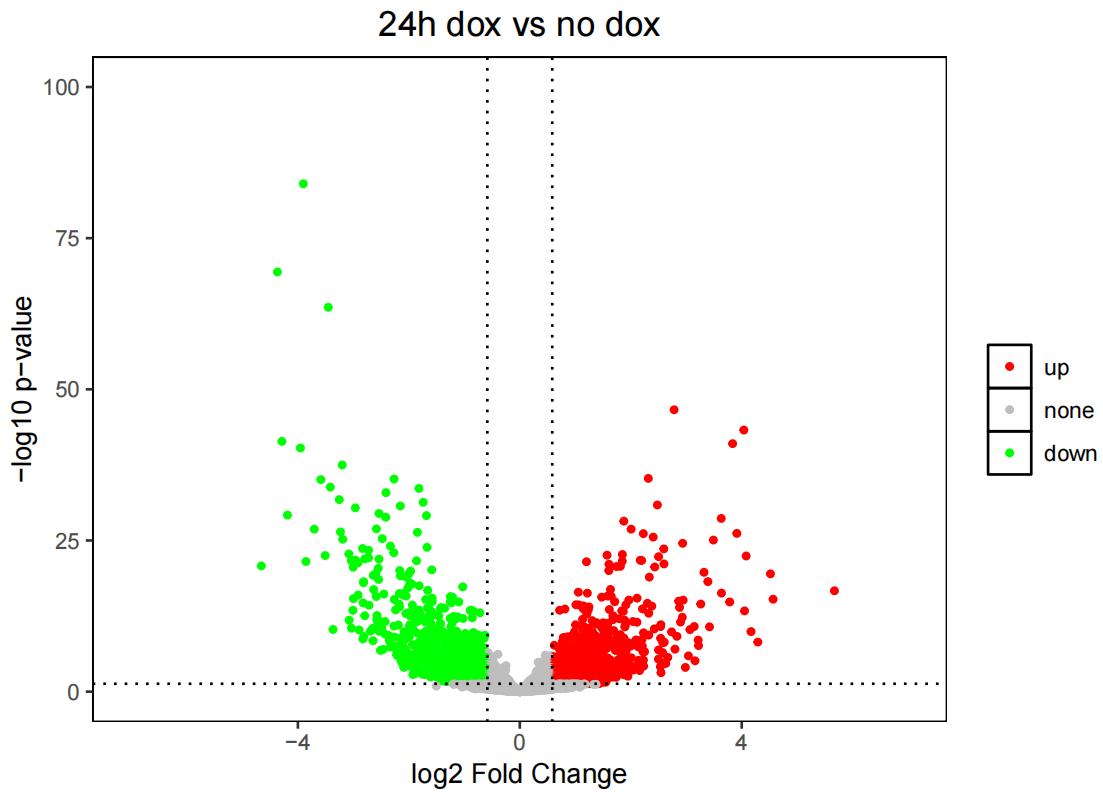 24h dox vs no dox
−log10 p−value
100
75
50
25
0
−4
0
4
log2 Fold Change
up
none
down